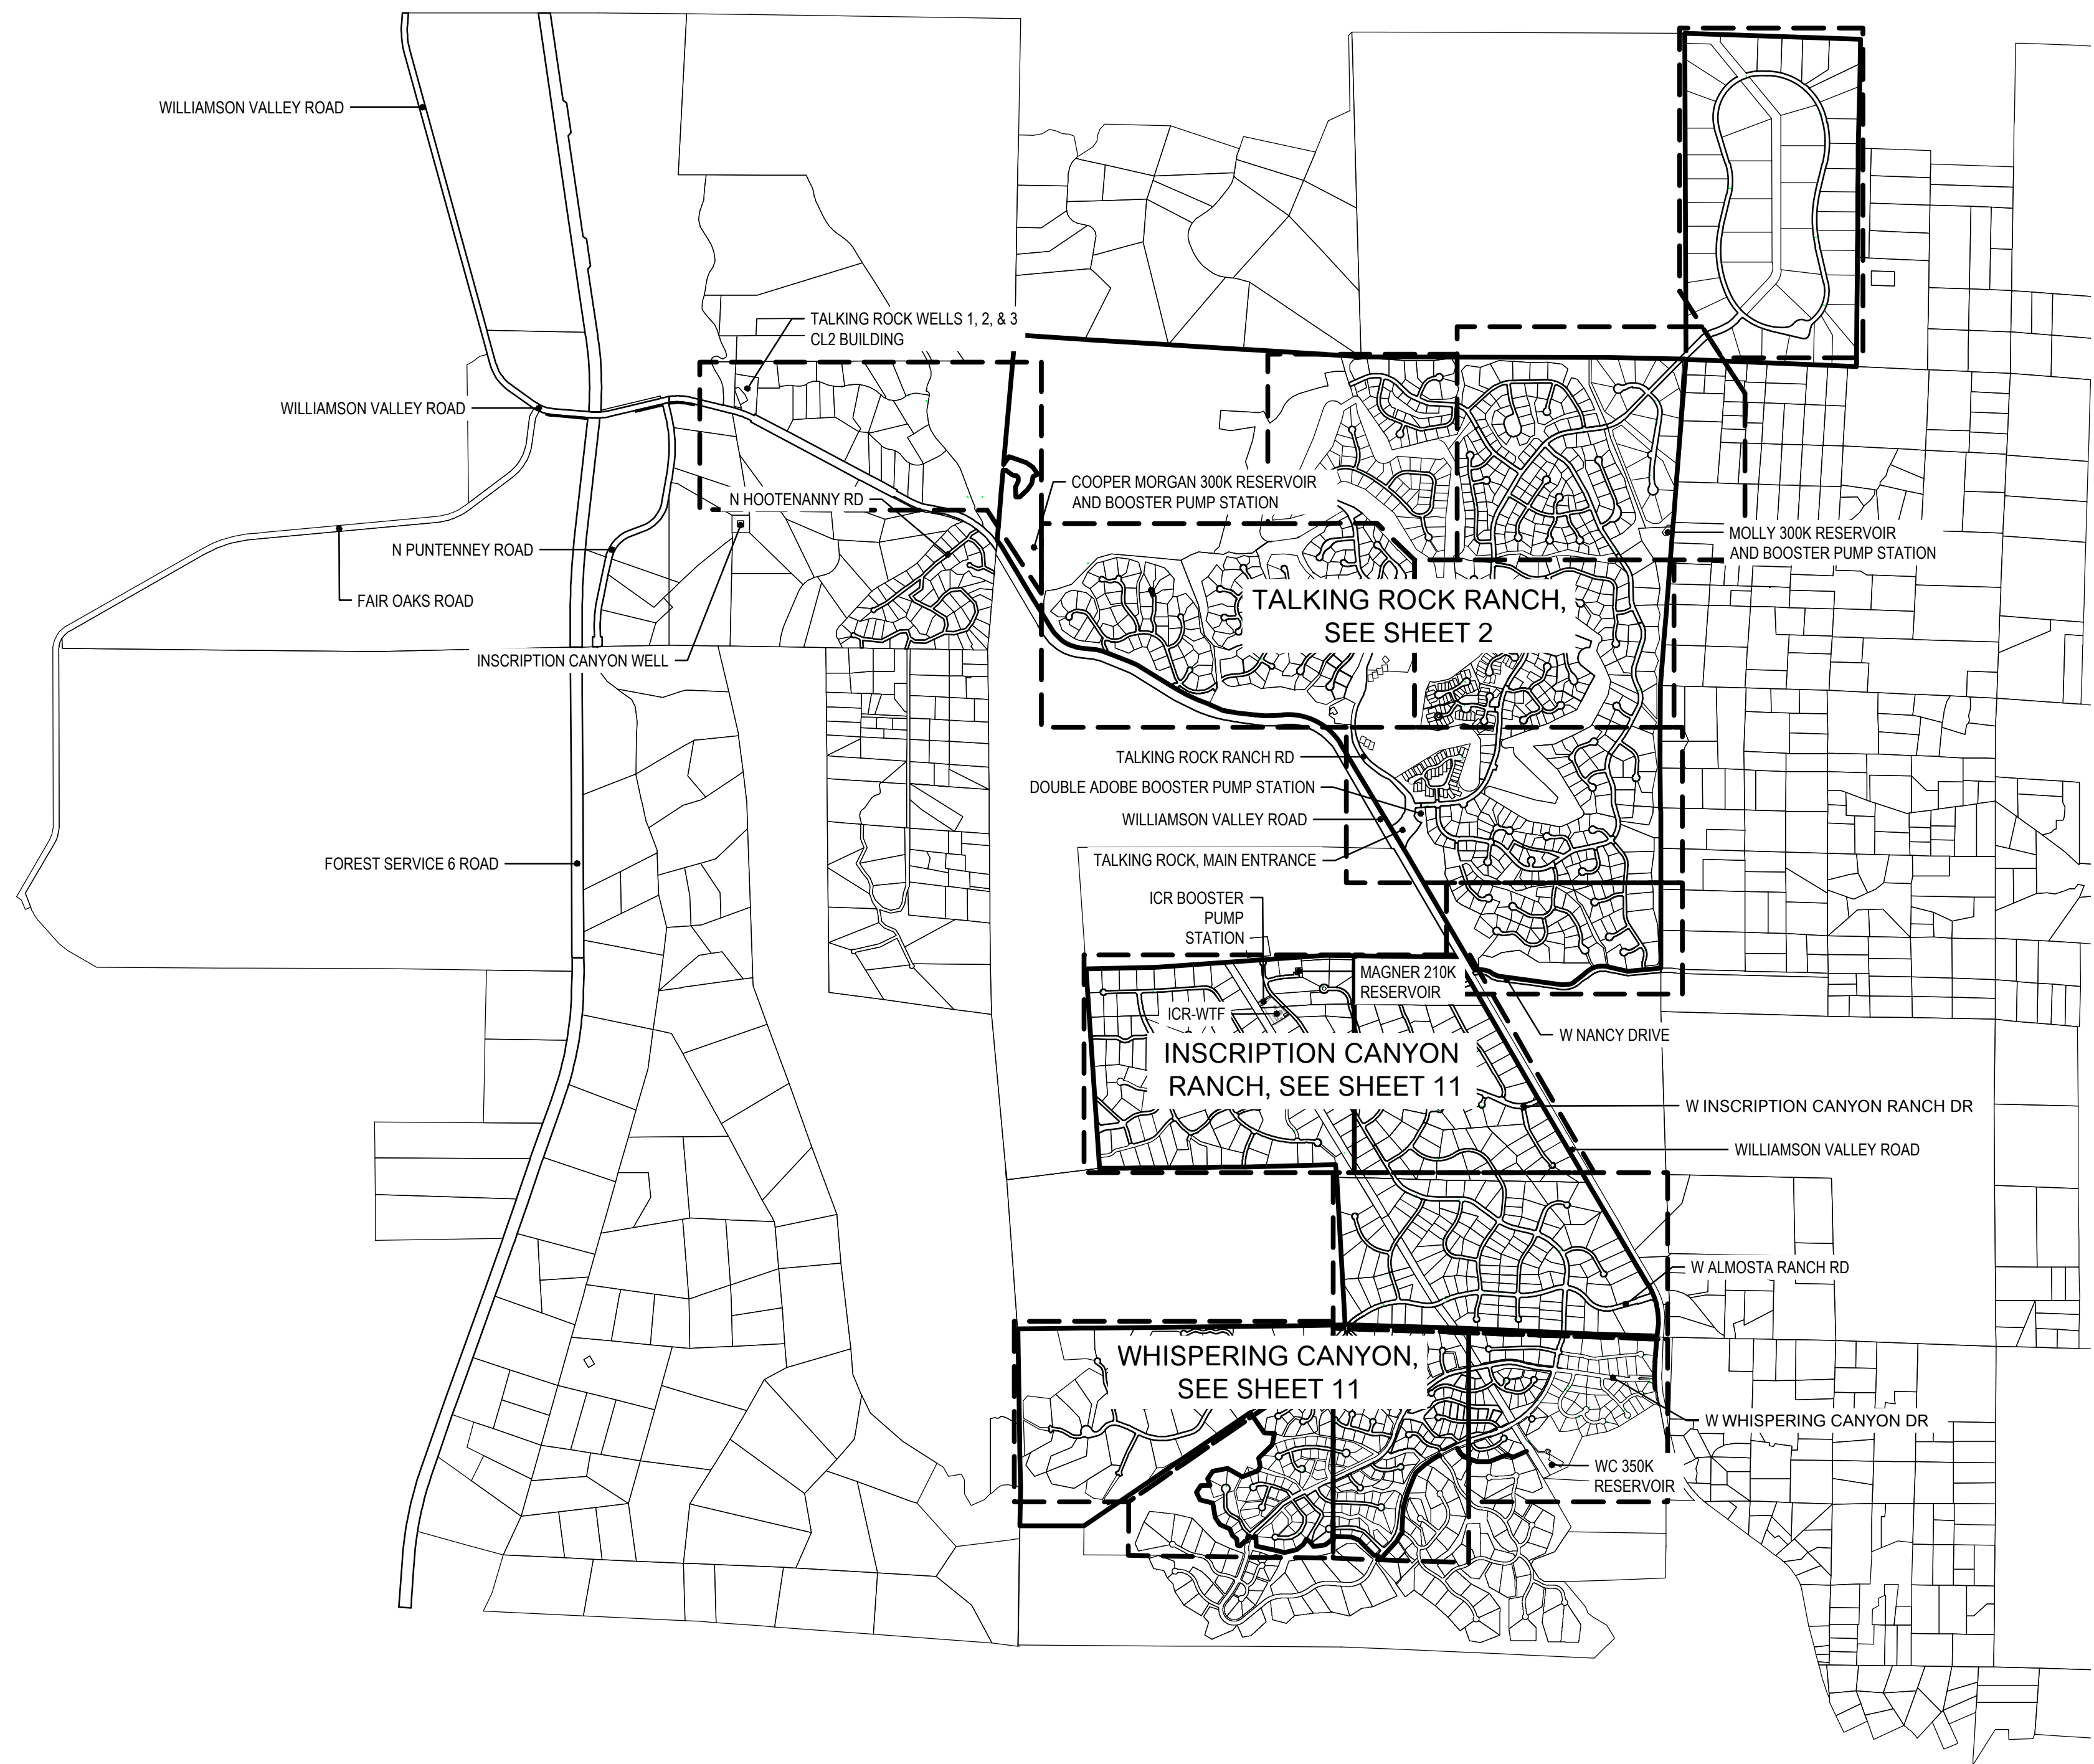 WILLIAMSON VALLEY ROAD
TALKING ROCK WELLS 1, 2, & 3
CL2 BUILDING
WILLIAMSON VALLEY ROAD
COOPER MORGAN 300K RESERVOIR
AND BOOSTER PUMP STATION
N HOOTENANNY RD
MOLLY 300K RESERVOIR
AND BOOSTER PUMP STATION
N PUNTENNEY ROAD
FAIR OAKS ROAD
TALKING ROCK RANCH,
SEE SHEET 2
INSCRIPTION CANYON WELL
TALKING ROCK RANCH RD
DOUBLE ADOBE BOOSTER PUMP STATION
WILLIAMSON VALLEY ROAD
TALKING ROCK, MAIN ENTRANCE
FOREST SERVICE 6 ROAD
ICR BOOSTER
PUMP
STATION
MAGNER 210K
RESERVOIR
ICR-WTF
W NANCY DRIVE
INSCRIPTION CANYON
RANCH, SEE SHEET 11
W INSCRIPTION CANYON RANCH DR
WILLIAMSON VALLEY ROAD
W ALMOSTA RANCH RD
WHISPERING CANYON,
SEE SHEET 11
W WHISPERING CANYON DR
WC 350K
RESERVOIR